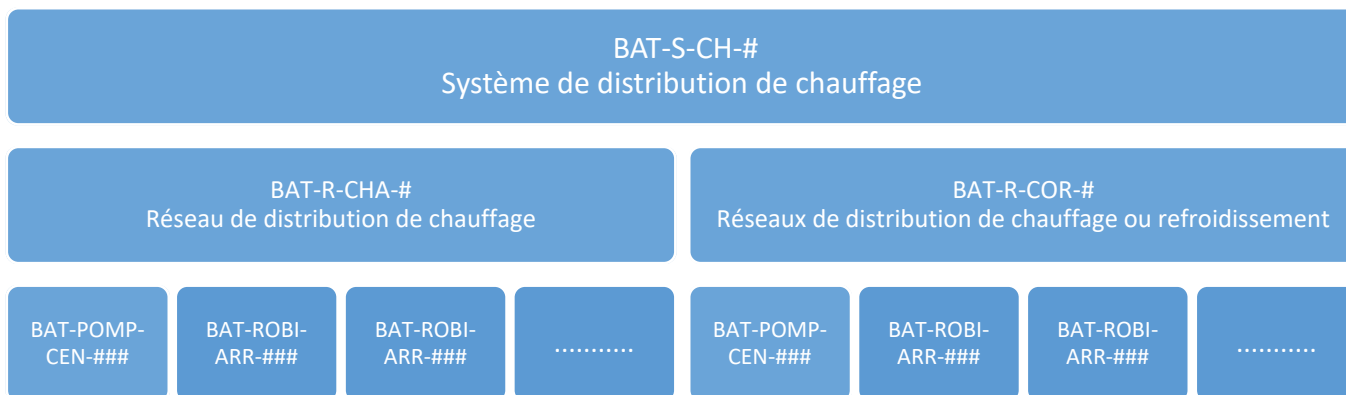 BAT-S-CH-#
Système de distribution de chauffage
BAT-R-CHA-#
Réseau de distribution de chauffage
BAT-R-COR-#
Réseaux de distribution de chauffage ou refroidissement
BAT-POMP-
CEN-###
BAT-ROBI-
ARR-###
BAT-ROBI-
ARR-###
...........
BAT-POMP-
CEN-###
BAT-ROBI-
ARR-###
BAT-ROBI-
ARR-###
...........